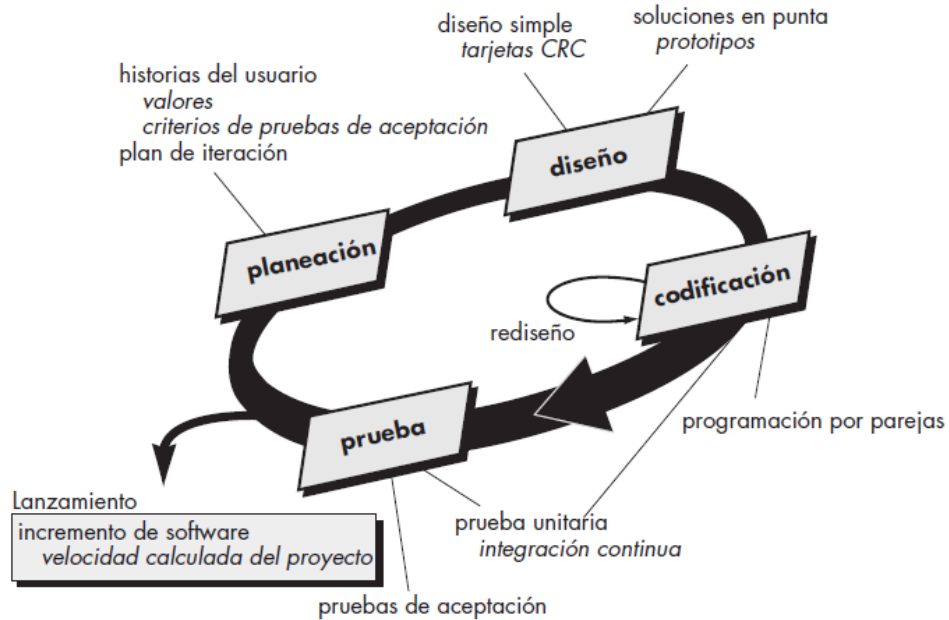 diseño simple
tarjetas CRC
soluciones en punta
prototipos
historias del usuario
valores
criterios de pruebas de aceptación
plan de iteración
diseño
planeación
codificación
rediseño
prueba
programación por parejas
Lanzamiento
incremento de software
velocidad calculada del proyecto
prueba unitaria
integración continua
pruebas de aceptación